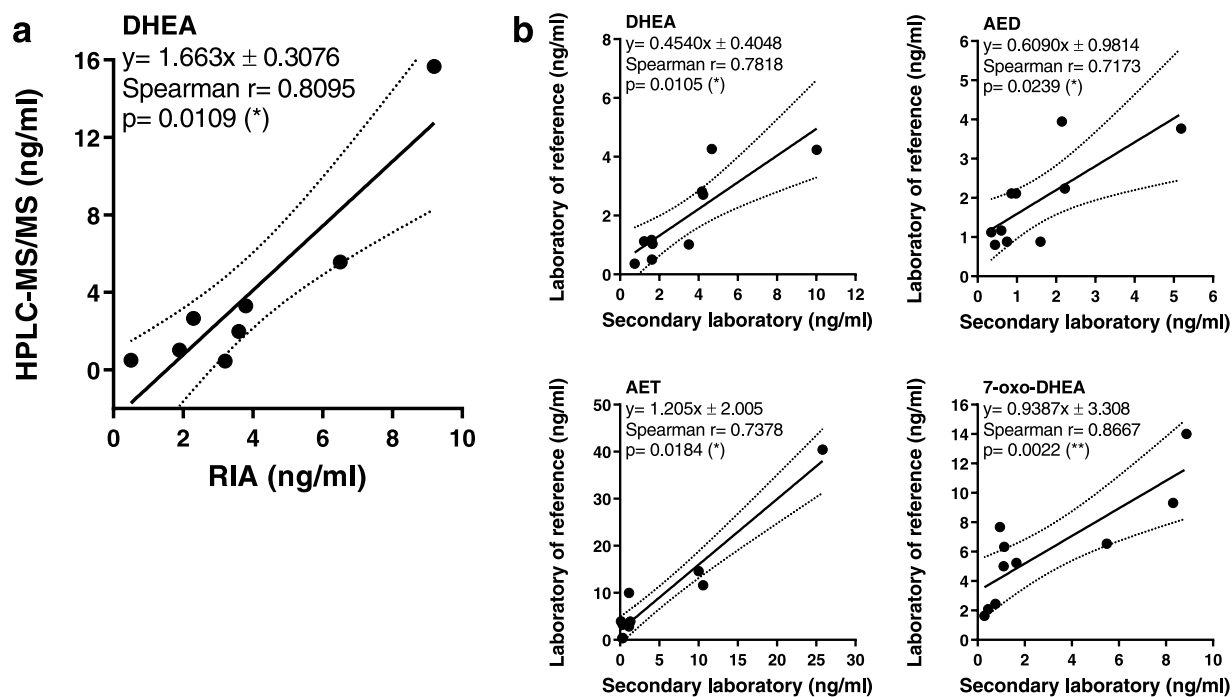 a
DHEA
y= 1.663x ± 0.3076
Spearman r= 0.8095
p= 0.0109 (*)
HPLC-MS/MS (ng/ml)
16
12
8
4
0
0 2 4 6 8 10
RIA (ng/ml)
b
DHEA
y= 0.4540x ± 0.4048
Spearman r= 0.7818
p= 0.0105 (*)
Laboratory of reference (ng/ml)
8
6
4
2
0
0 2 4 6 8 10 12
Secondary laboratory (ng/ml)
AED
y= 0.6090x ± 0.9814
Spearman r= 0.7173
p= 0.0239 (*)
Laboratory of reference (ng/ml)
6
5
4
3
2
1
0
0 1 2 3 4 5 6
Secondary laboratory (ng/ml)
AET
y= 1.205x ± 2.005
Spearman r= 0.7378
p= 0.0184 (*)
Laboratory of reference (ng/ml)
50
40
30
20
10
0
0 5 10 15 20 25 30
Secondary laboratory (ng/ml)
7-oxo-DHEA
y= 0.9387x ± 3.308
Spearman r= 0.8667
p= 0.0022 (**)
Laboratory of reference (ng/ml)
16
14
12
10
8
6
4
2
0
0 2 4 6 8 10
Secondary laboratory (ng/ml)